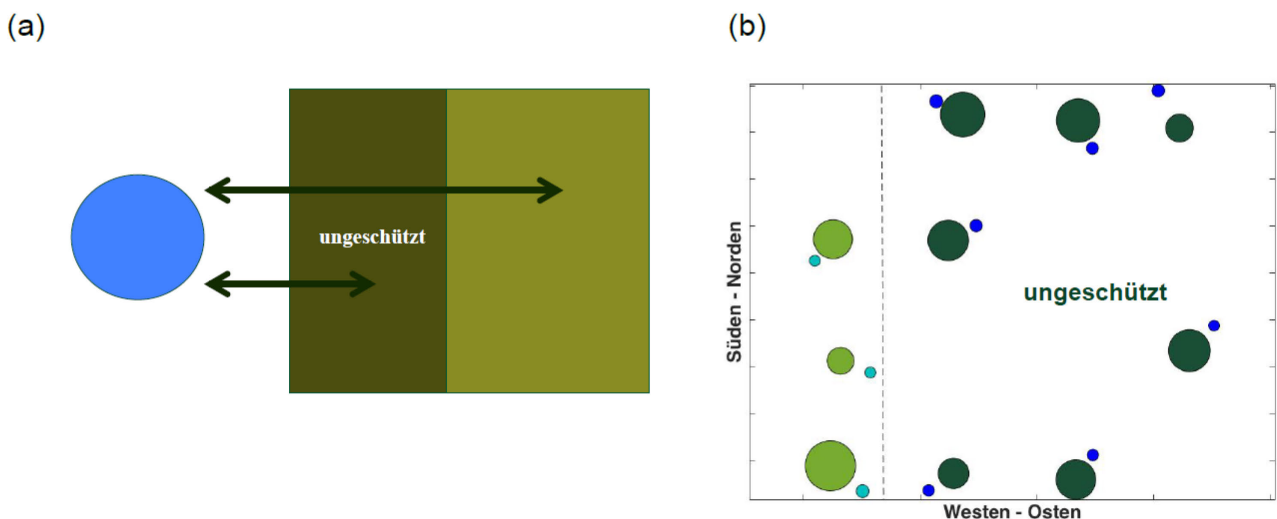 (a)
(b)
ungeschützt
ungeschützt
Süden - Norden
Westen - Osten